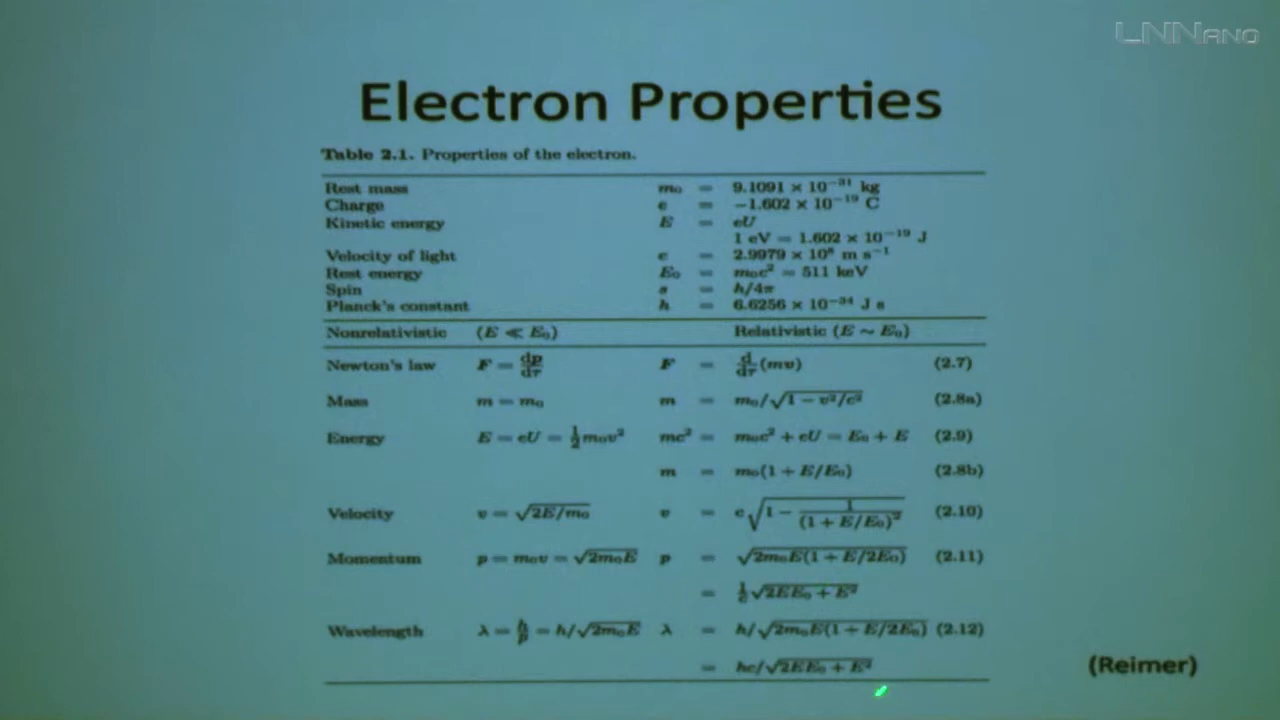 LNNANO
Electron Properties
Table 2.1. Properties of the electron.
Rest mass m₀ = 9.1091 × 10⁻³¹ kg
Charge e = −1.602 × 10⁻¹⁹ C
Kinetic energy E = eU
1 eV = 1.602 × 10⁻¹⁹ J
Velocity of light c = 2.9979 × 10⁸ m s⁻¹
Rest energy E₀ = m₀c² = 511 keV
Spin s = h/4π
Planck's constant h = 6.6256 × 10⁻³⁴ J s
Nonrelativistic (E ≪ E₀) Relativistic (E ∼ E₀)
Newton's law F = dp/dτ F = d/dτ (mv) (2.7)
Mass m = m₀ m = m₀/√(1 − v²/c²) (2.8a)
Energy E = eU = ½m₀v² mc² = m₀c² + eU = E₀ + E (2.9)
m = m₀(1 + E/E₀) (2.8b)
Velocity v = √(2E/m₀) v = c√(1 − 1/(1 + E/E₀)²) (2.10)
Momentum p = m₀v = √(2m₀E) p = √(2m₀E(1 + E/2E₀)) (2.11)
= 1/c √(2EE₀ + E²)
Wavelength λ = h/p = h/√(2m₀E) λ = h/√(2m₀E(1 + E/2E₀)) (2.12)
= hc/√(2EE₀ + E²)
(Reimer)